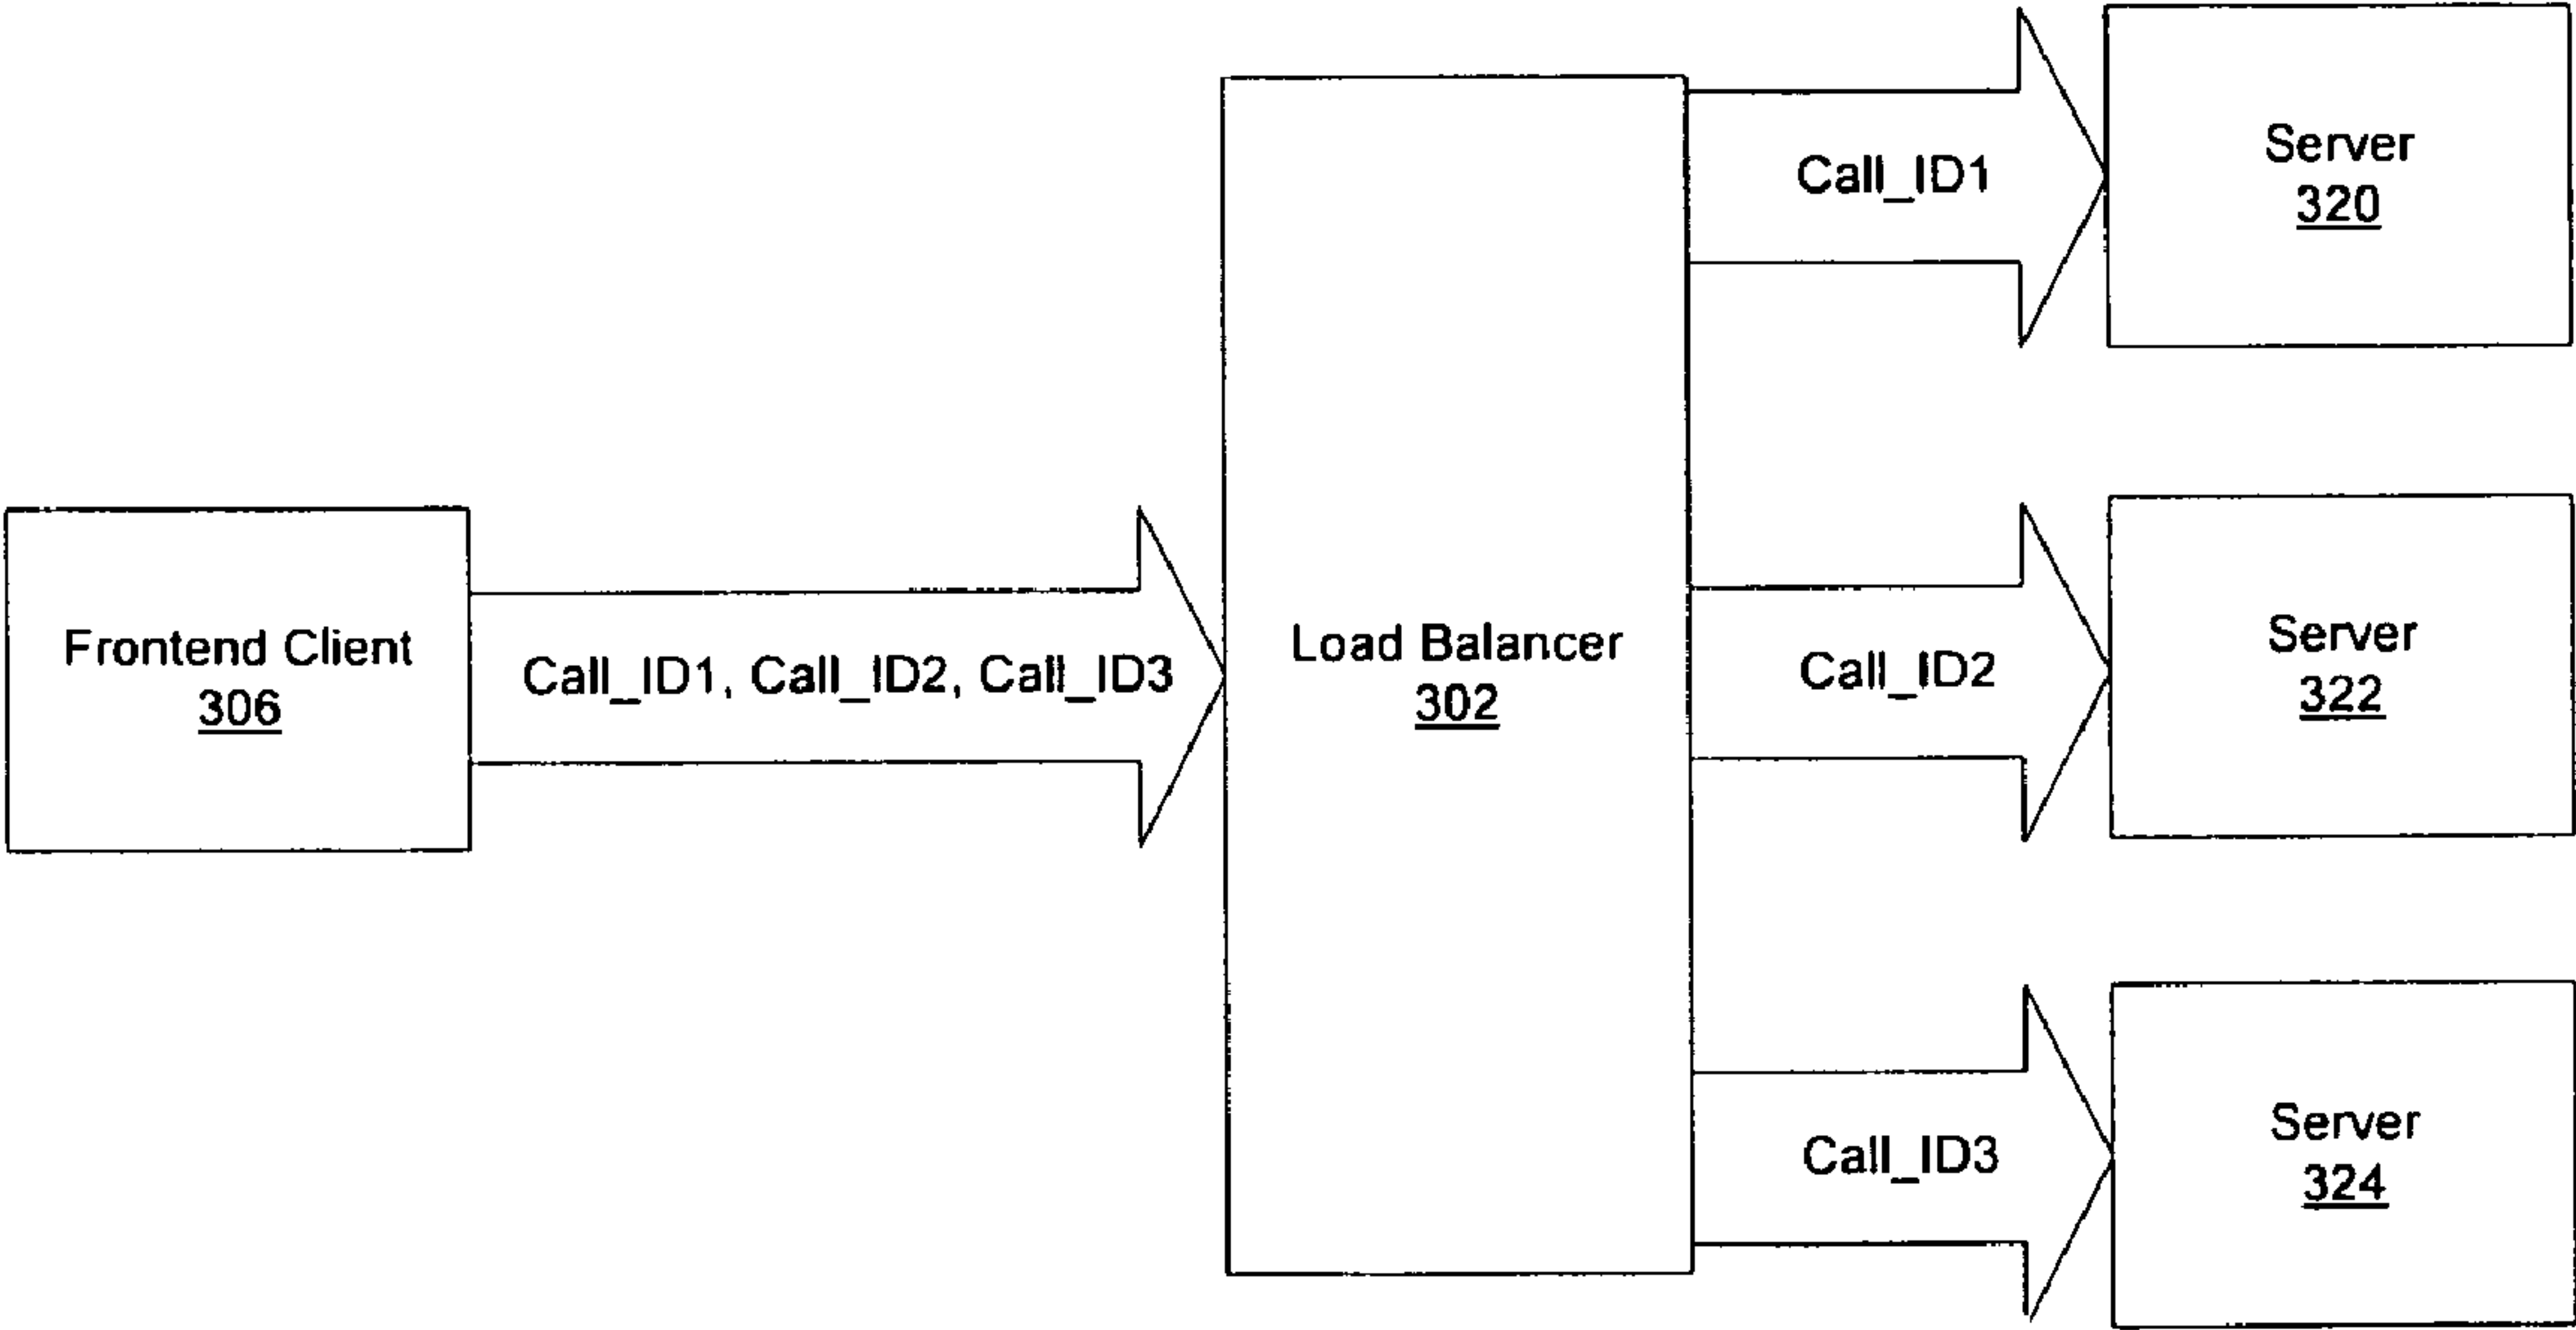 Frontend Client
306
Call_ID1, Call_ID2, Call_ID3
Load Balancer
302
Call_ID1
Server
320
Call_ID2
Server
322
Call_ID3
Server
324